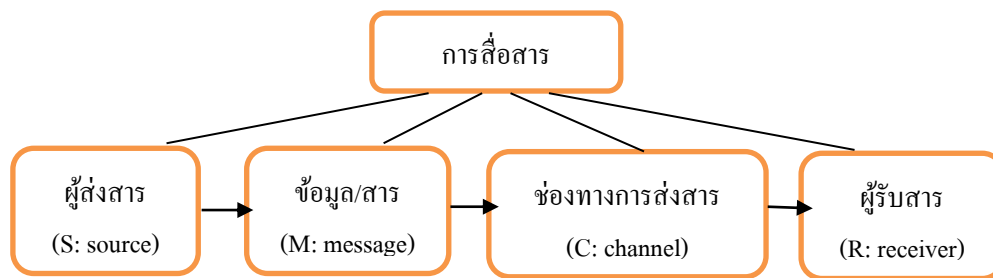 การสื่อสาร
ผู้ส่งสาร
(S: source)
ข้อมูล/สาร
(M: message)
ช่องทางการส่งสาร
(C: channel)
ผู้รับสาร
(R: receiver)